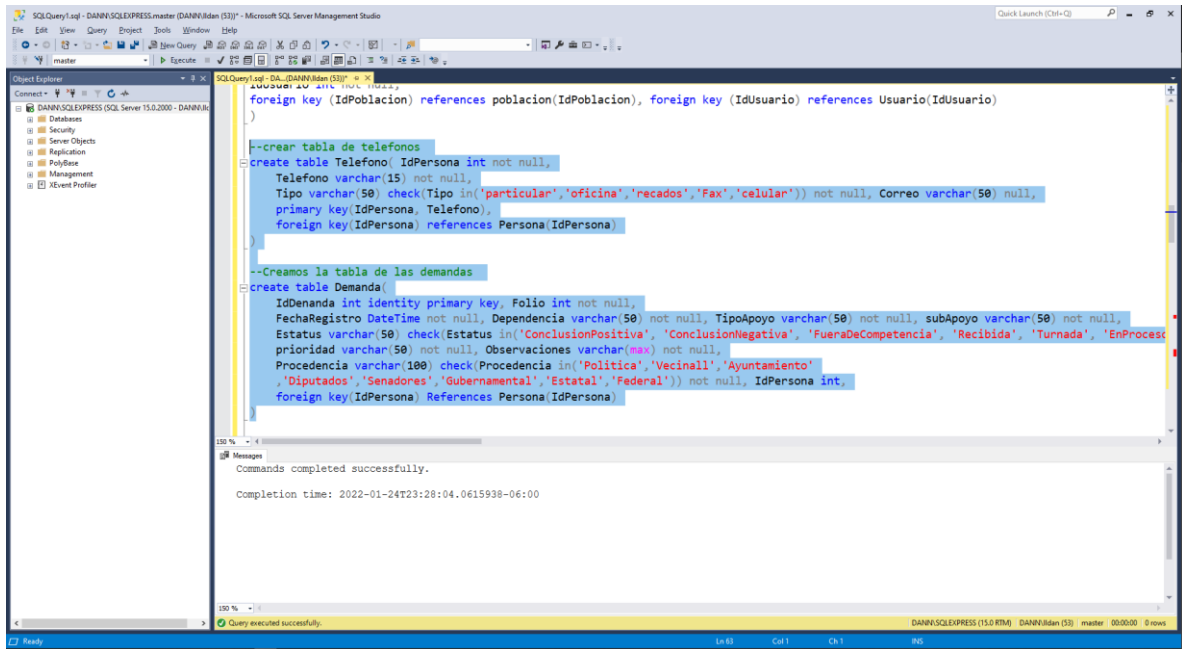 SQLQuery1.sql - DANN\SQLEXPRESS.master (DANN\Ildan (53))* - Microsoft SQL Server Management Studio
Quick Launch (Ctrl+Q)
File Edit View Query Project Tools Window Help
New Query
master
Execute
Object Explorer
SQLQuery1.sql - DA...(DANN\Ildan (53))*
Connect
DANN\SQLEXPRESS (SQL Server 15.0.2000 - DANN\Ild
Databases
Security
Server Objects
Replication
PolyBase
Management
XEvent Profiler
IdUsuario int not null,
foreign key (IdPoblacion) references poblacion(IdPoblacion), foreign key (IdUsuario) references Usuario(IdUsuario)
)
--crear tabla de telefonos
create table Telefono( IdPersona int not null,
Telefono varchar(15) not null,
Tipo varchar(50) check(Tipo in('particular','oficina','recados','Fax','celular')) not null, Correo varchar(50) null,
primary key(IdPersona, Telefono),
foreign key(IdPersona) references Persona(IdPersona)
)
--Creamos la tabla de las demandas
create table Demanda(
IdDenanda int identity primary key, Folio int not null,
FechaRegistro DateTime not null, Dependencia varchar(50) not null, TipoApoyo varchar(50) not null, subApoyo varchar(50) not null,
Estatus varchar(50) check(Estatus in('ConclusionPositiva', 'ConclusionNegativa', 'FueraDeCompetencia', 'Recibida', 'Turnada', 'EnProceso
prioridad varchar(50) not null, Observaciones varchar(max) not null,
Procedencia varchar(100) check(Procedencia in('Politica','Vecinall','Ayuntamiento'
,'Diputados','Senadores','Gubernamental','Estatal','Federal')) not null, IdPersona int,
foreign key(IdPersona) References Persona(IdPersona)
)
150 %
Messages
Commands completed successfully.
Completion time: 2022-01-24T23:28:04.0615938-06:00
150 %
Query executed successfully.
DANN\SQLEXPRESS (15.0 RTM) DANN\Ildan (53) master 00:00:00 0 rows
Ready
Ln 63 Col 1 Ch 1 INS